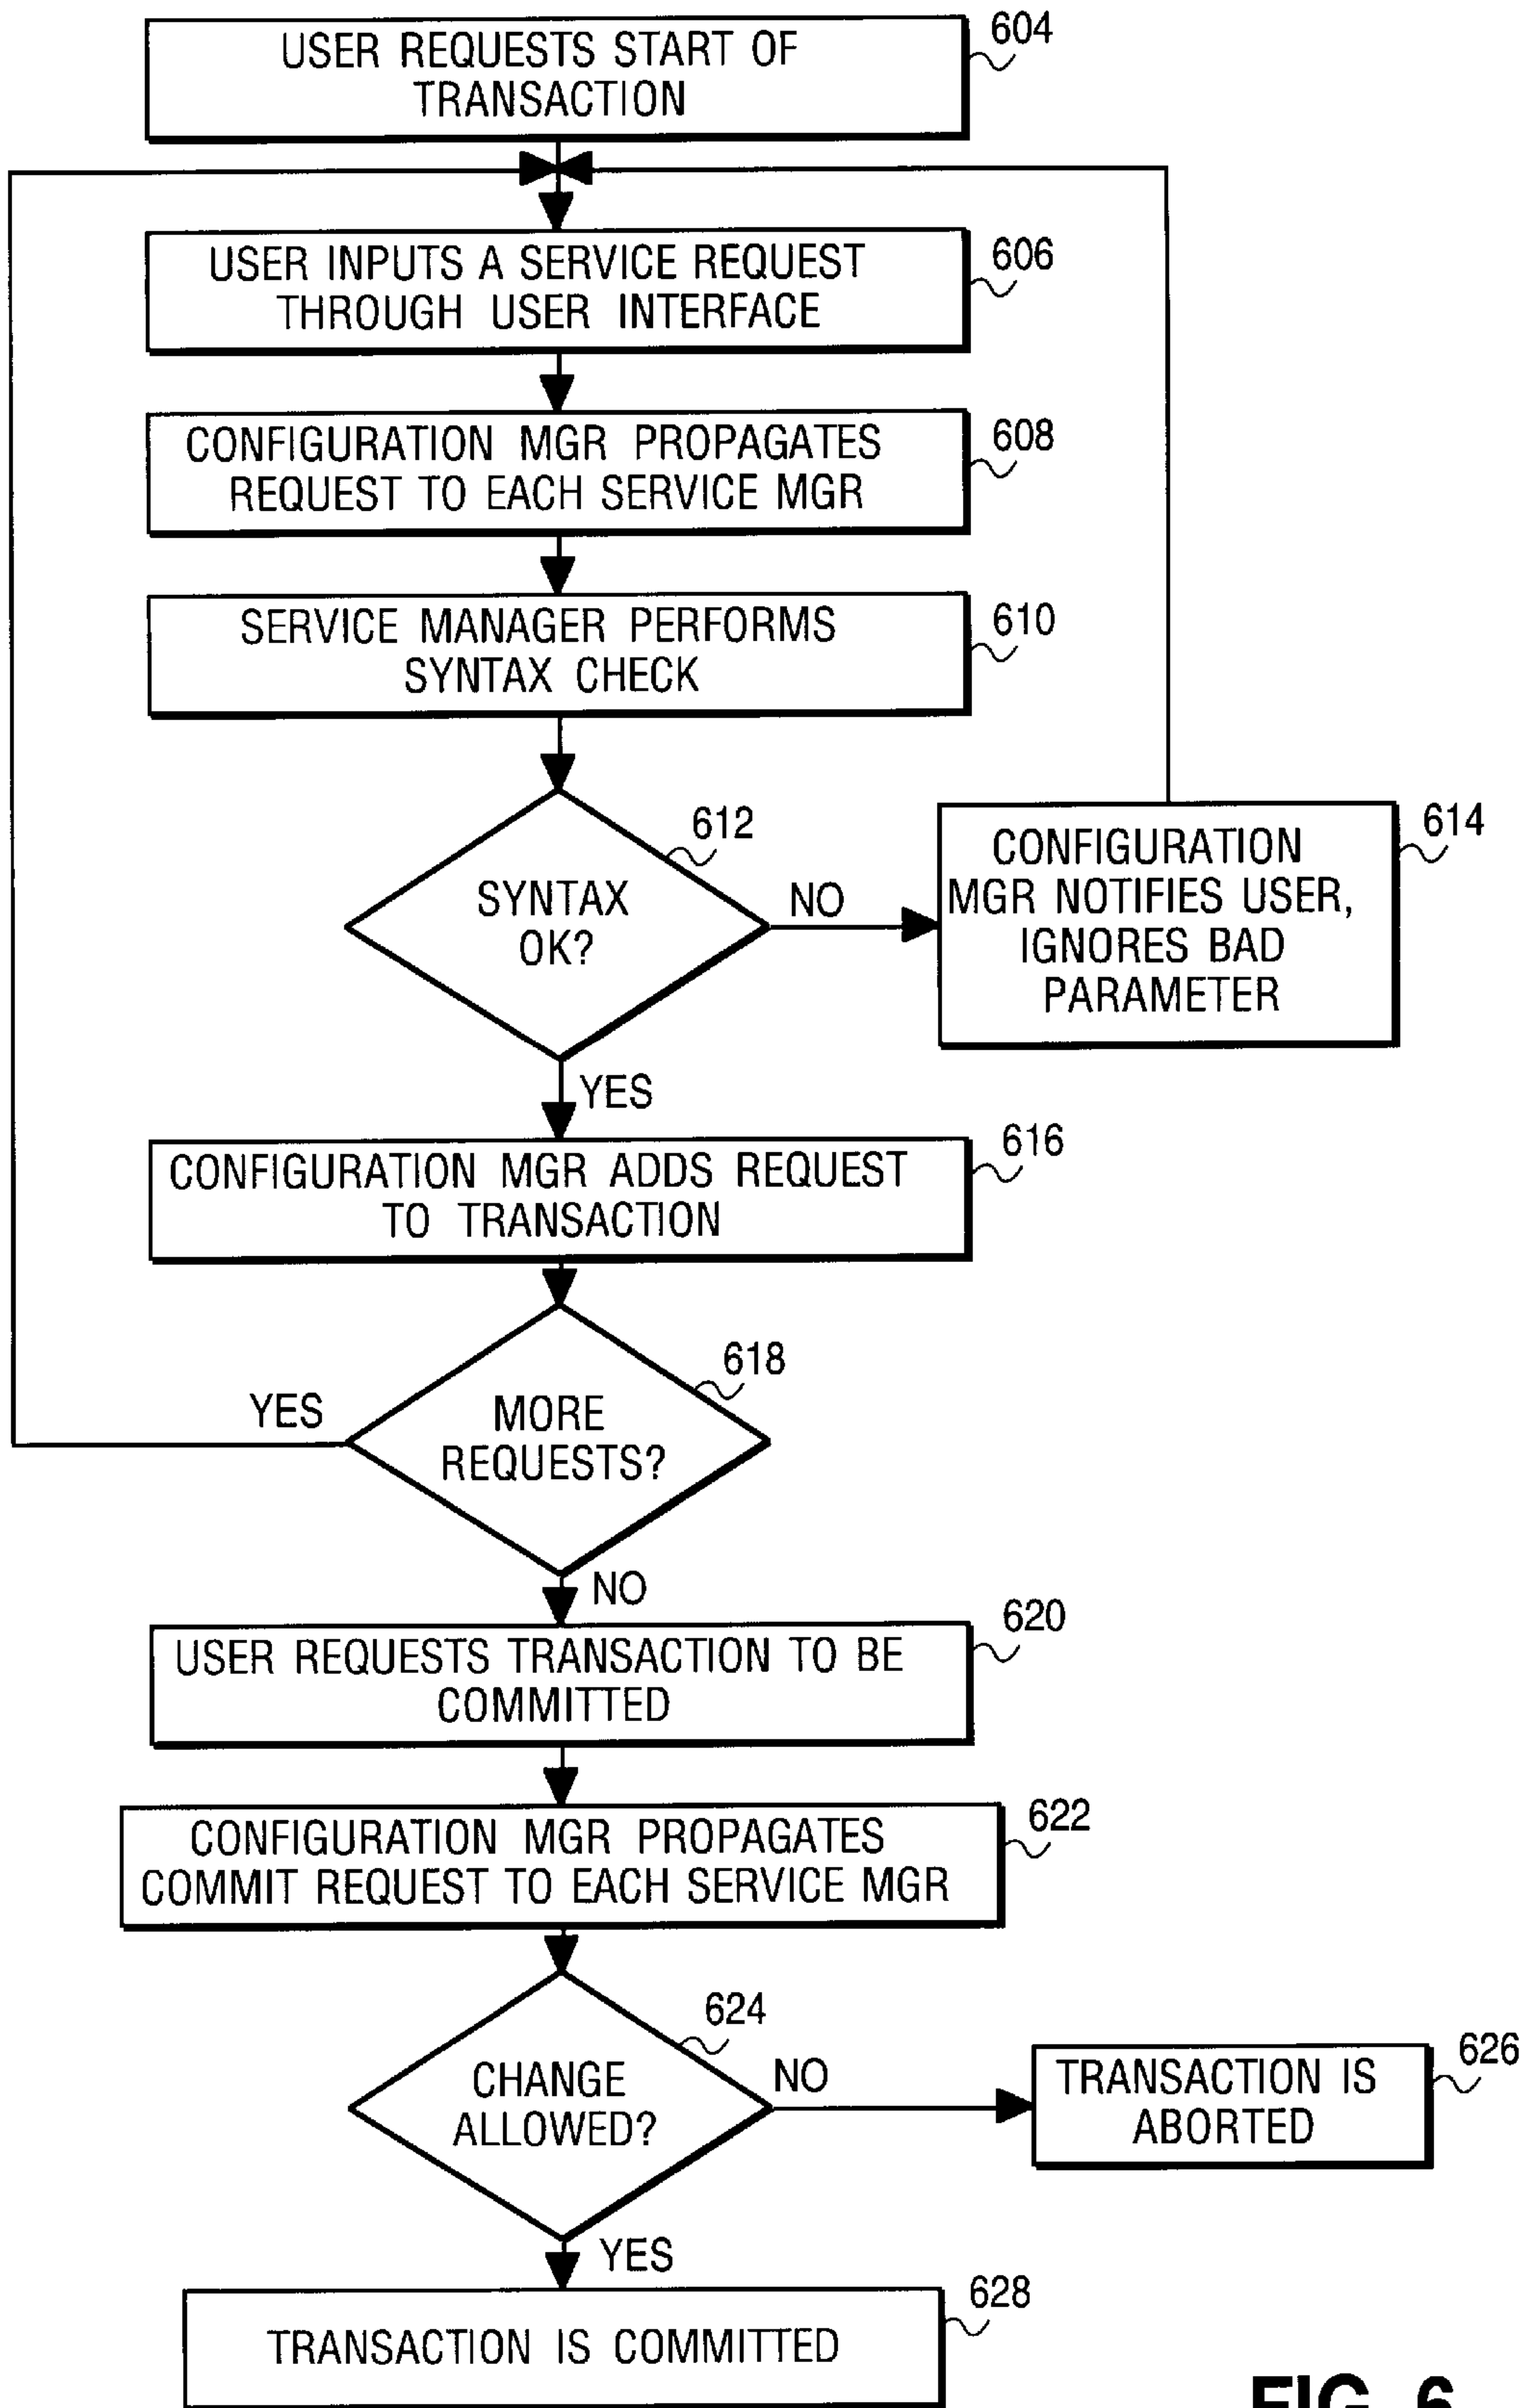 USER REQUESTS START OF
TRANSACTION
604
USER INPUTS A SERVICE REQUEST
THROUGH USER INTERFACE
606
CONFIGURATION MGR PROPAGATES
REQUEST TO EACH SERVICE MGR
608
SERVICE MANAGER PERFORMS
SYNTAX CHECK
610
612
SYNTAX
OK?
NO
CONFIGURATION
MGR NOTIFIES USER,
IGNORES BAD
PARAMETER
614
YES
CONFIGURATION MGR ADDS REQUEST
TO TRANSACTION
616
618
MORE
REQUESTS?
YES
NO
USER REQUESTS TRANSACTION TO BE
COMMITTED
620
CONFIGURATION MGR PROPAGATES
COMMIT REQUEST TO EACH SERVICE MGR
622
624
CHANGE
ALLOWED?
NO
TRANSACTION IS
ABORTED
626
YES
TRANSACTION IS COMMITTED
628
FIG. 6